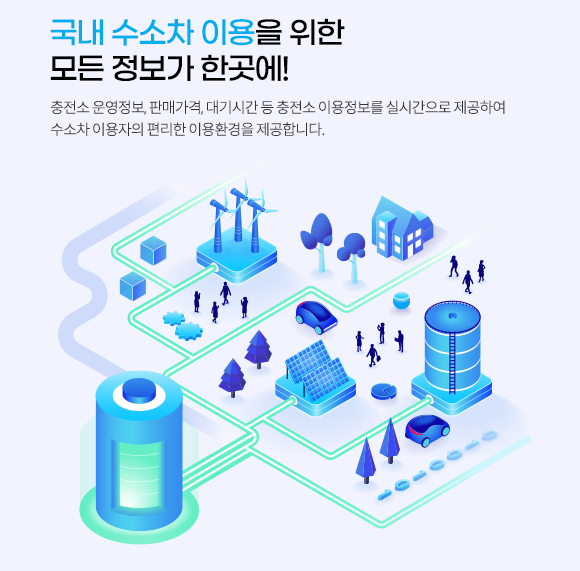 국내 수소차 이용을 위한
모든 정보가 한곳에!
충전소 운영정보, 판매가격, 대기시간 등 충전소 이용정보를 실시간으로 제공하여
수소차 이용자의 편리한 이용환경을 제공합니다.